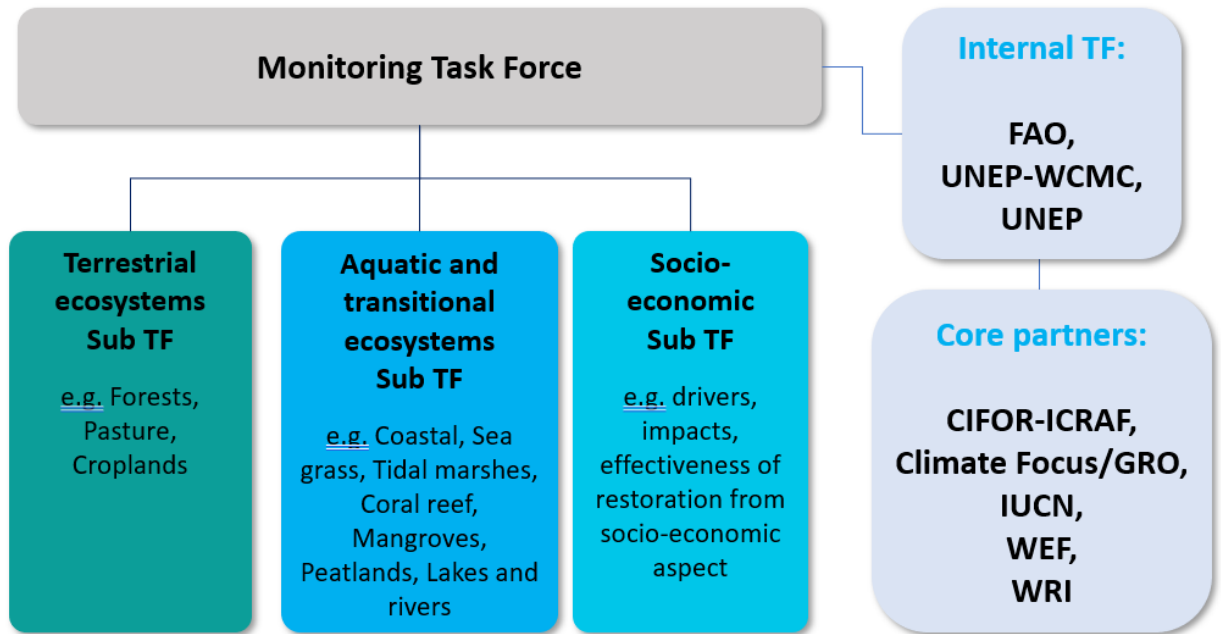 Monitoring Task Force
Internal TF:
FAO,
UNEP-WCMC,
UNEP
Terrestrial
ecosystems
Sub TF
e.g. Forests,
Pasture,
Croplands
Aquatic and
transitional
ecosystems
Sub TF
e.g. Coastal, Sea
grass, Tidal marshes,
Coral reef,
Mangroves,
Peatlands, Lakes and
rivers
Socio-
economic
Sub TF
e.g. drivers,
impacts,
effectiveness of
restoration from
socio-economic
aspect
Core partners:
CIFOR-ICRAF,
Climate Focus/GRO,
IUCN,
WEF,
WRI